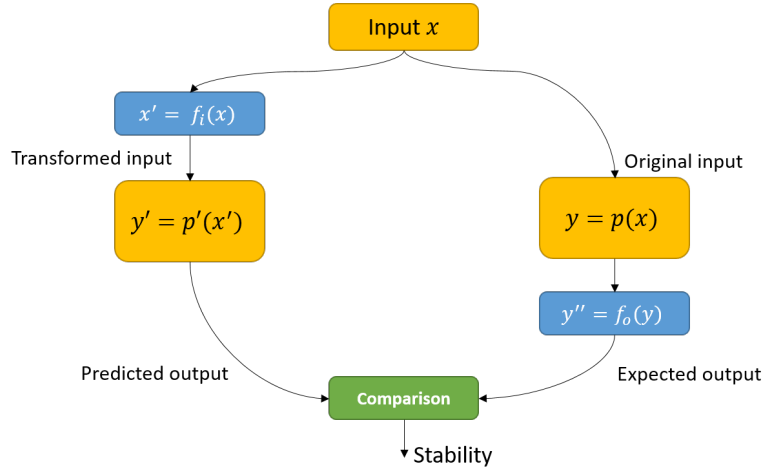 Input x
x′ = fᵢ(x)
Transformed input
Original input
y′ = p′(x′)
y = p(x)
y′′ = fₒ(y)
Predicted output
Expected output
Comparison
Stability